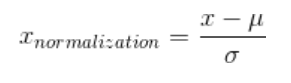 x_{normalization} = \frac{x - \mu}{\sigma}